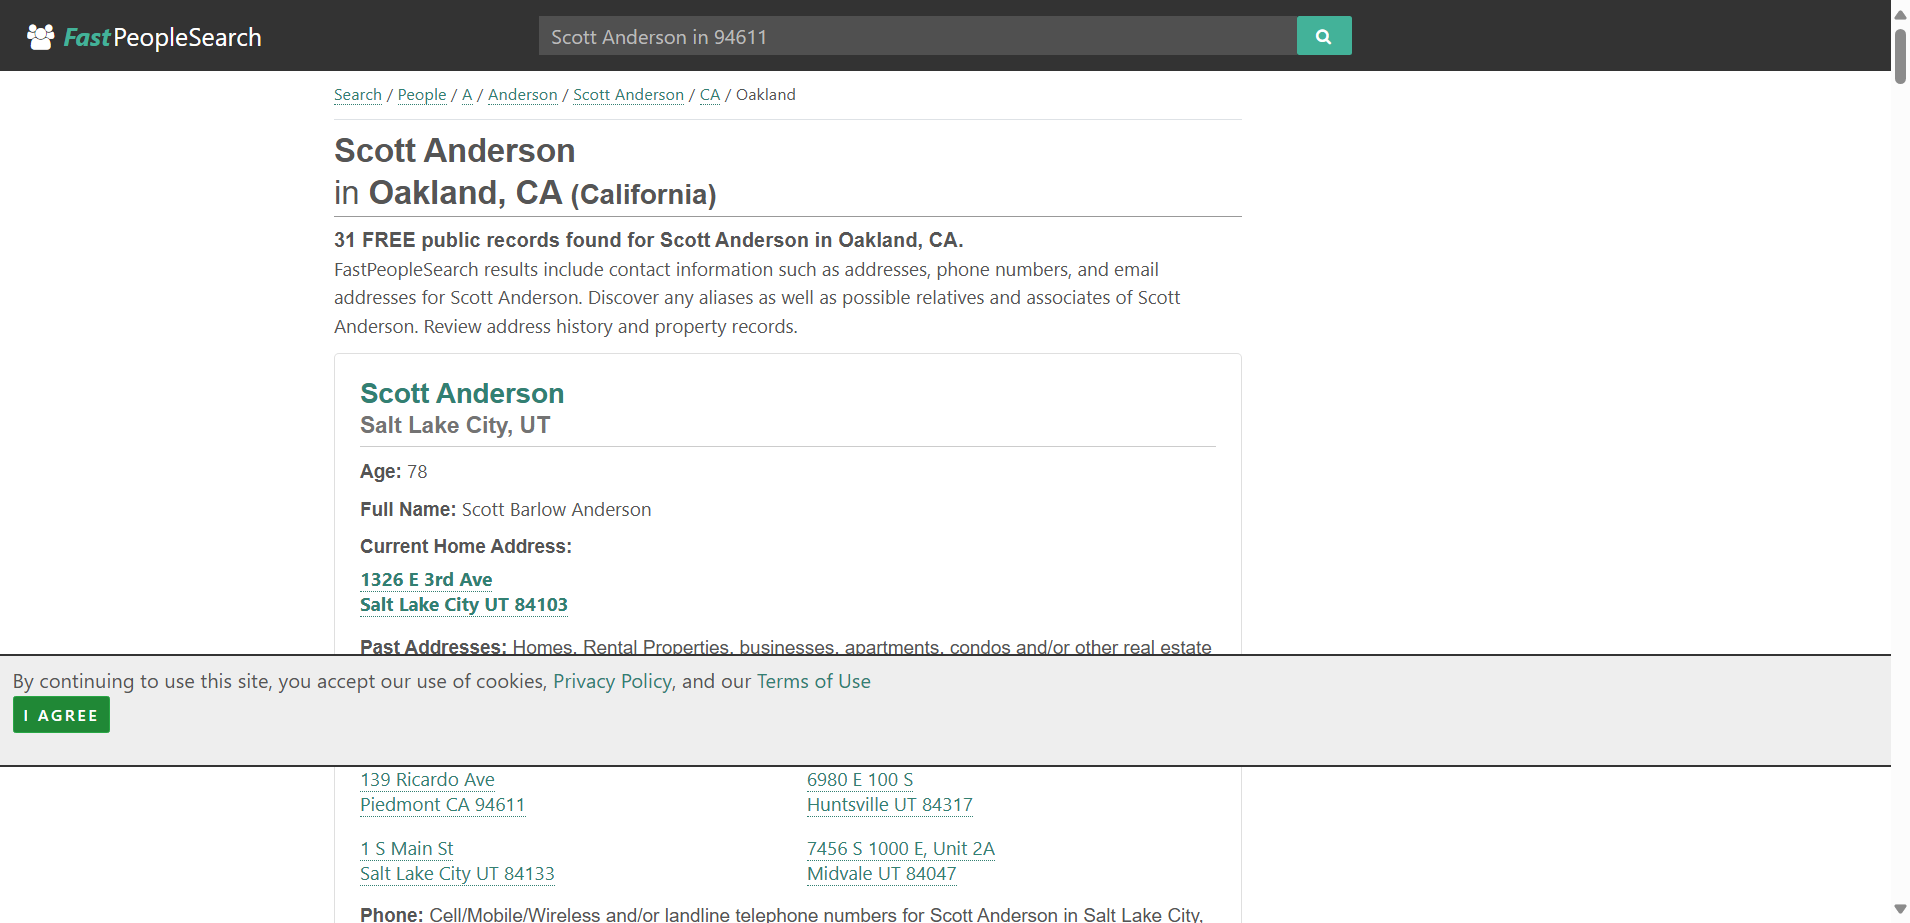 FastPeopleSearch
Scott Anderson in 94611
Search / People / A / Anderson / Scott Anderson / CA / Oakland
Scott Anderson
in Oakland, CA (California)
31 FREE public records found for Scott Anderson in Oakland, CA.
FastPeopleSearch results include contact information such as addresses, phone numbers, and email
addresses for Scott Anderson. Discover any aliases as well as possible relatives and associates of Scott
Anderson. Review address history and property records.
Scott Anderson
Salt Lake City, UT
Age: 78
Full Name: Scott Barlow Anderson
Current Home Address:
1326 E 3rd Ave
Salt Lake City UT 84103
Past Addresses: Homes, Rental Properties, businesses, apartments, condos and/or other real estate
By continuing to use this site, you accept our use of cookies, Privacy Policy, and our Terms of Use
I AGREE
139 Ricardo Ave
Piedmont CA 94611
6980 E 100 S
Huntsville UT 84317
1 S Main St
Salt Lake City UT 84133
7456 S 1000 E, Unit 2A
Midvale UT 84047
Phone: Cell/Mobile/Wireless and/or landline telephone numbers for Scott Anderson in Salt Lake City,